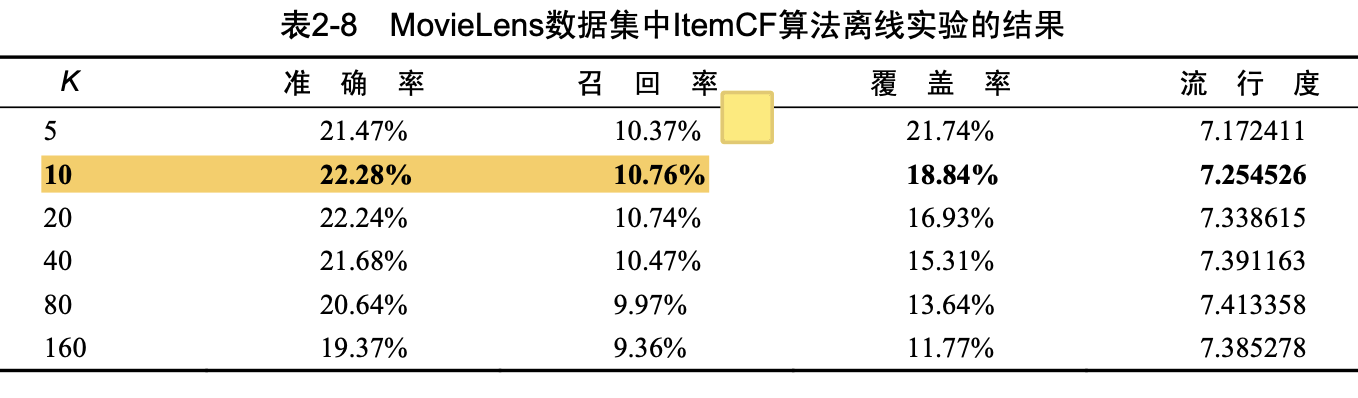 表2-8 MovieLens数据集中ItemCF算法离线实验的结果
K 准确率 召回率 覆盖率 流行度
5 21.47% 10.37% 21.74% 7.172411
10 22.28% 10.76% 18.84% 7.254526
20 22.24% 10.74% 16.93% 7.338615
40 21.68% 10.47% 15.31% 7.391163
80 20.64% 9.97% 13.64% 7.413358
160 19.37% 9.36% 11.77% 7.385278